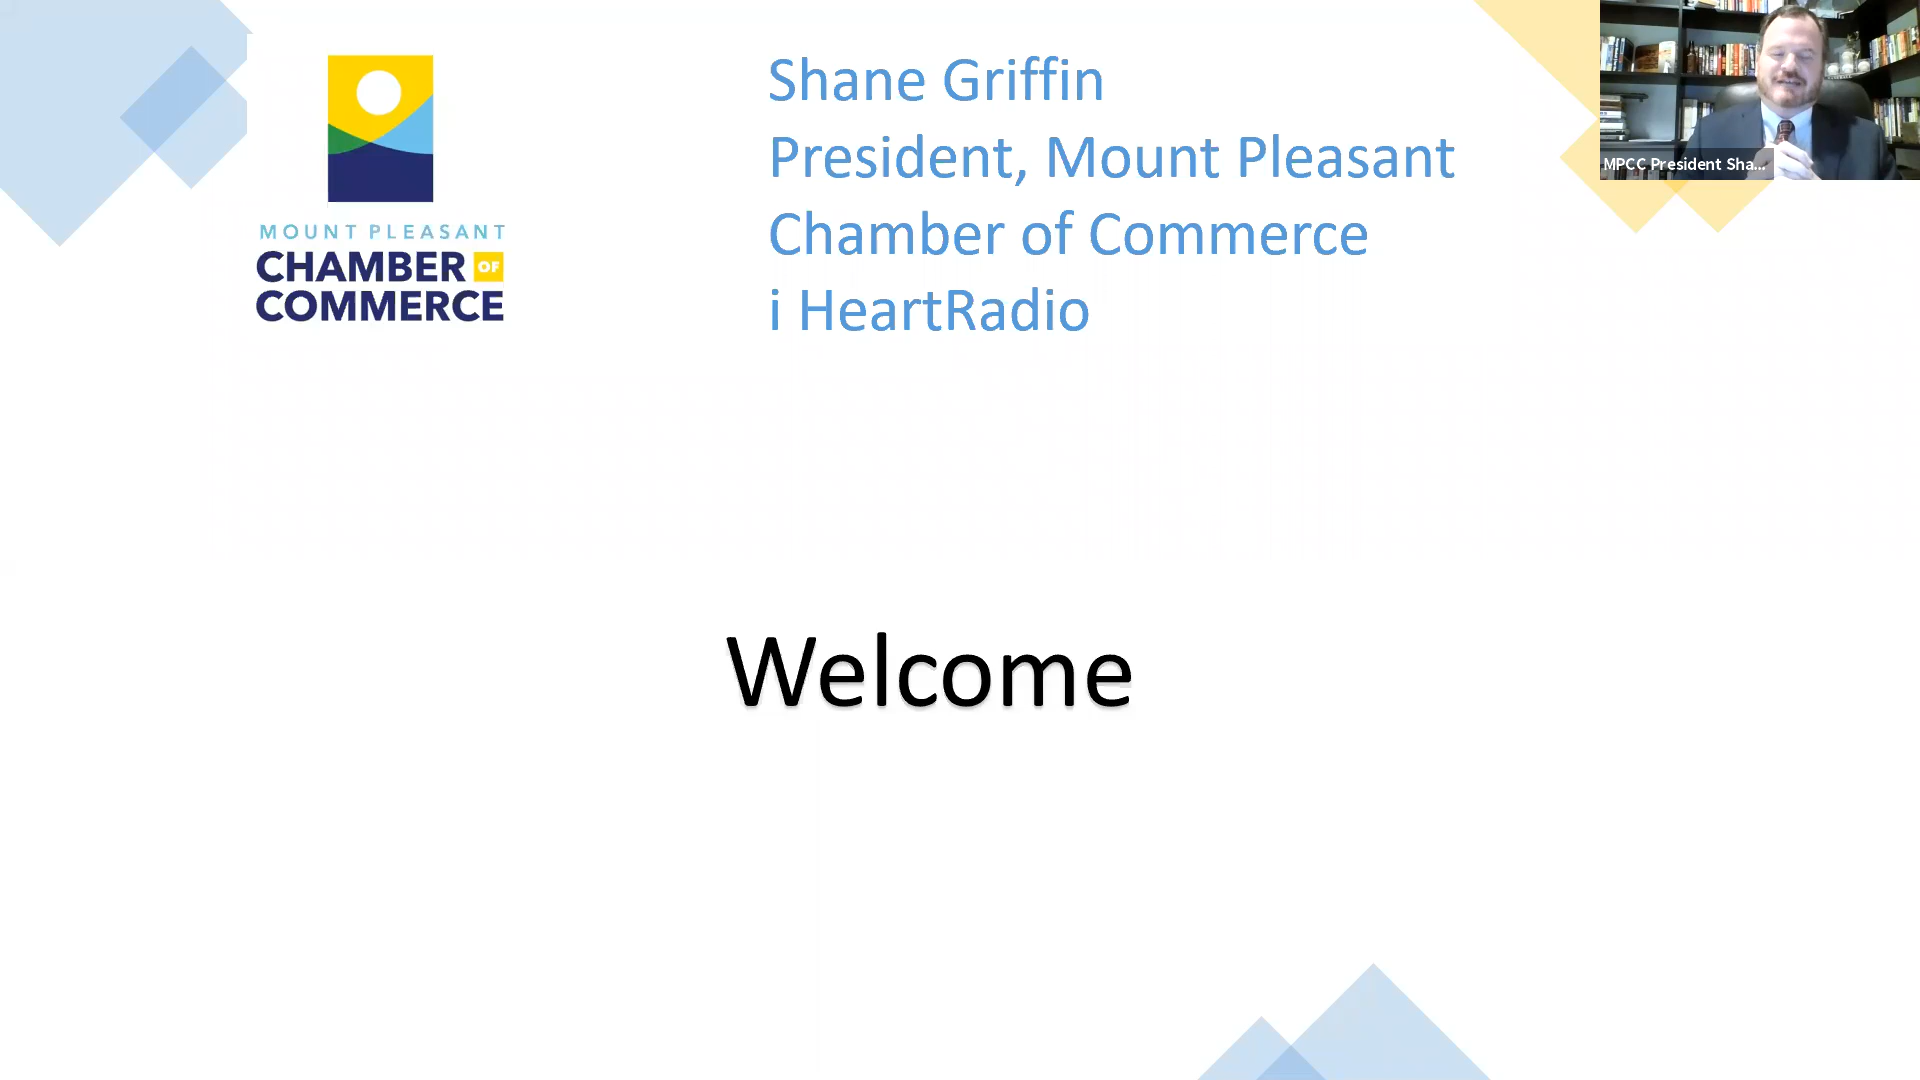 MOUNT PLEASANT
CHAMBER OF
COMMERCE
Shane Griffin
President, Mount Pleasant
Chamber of Commerce
i HeartRadio
MPCC President Sha...
Welcome